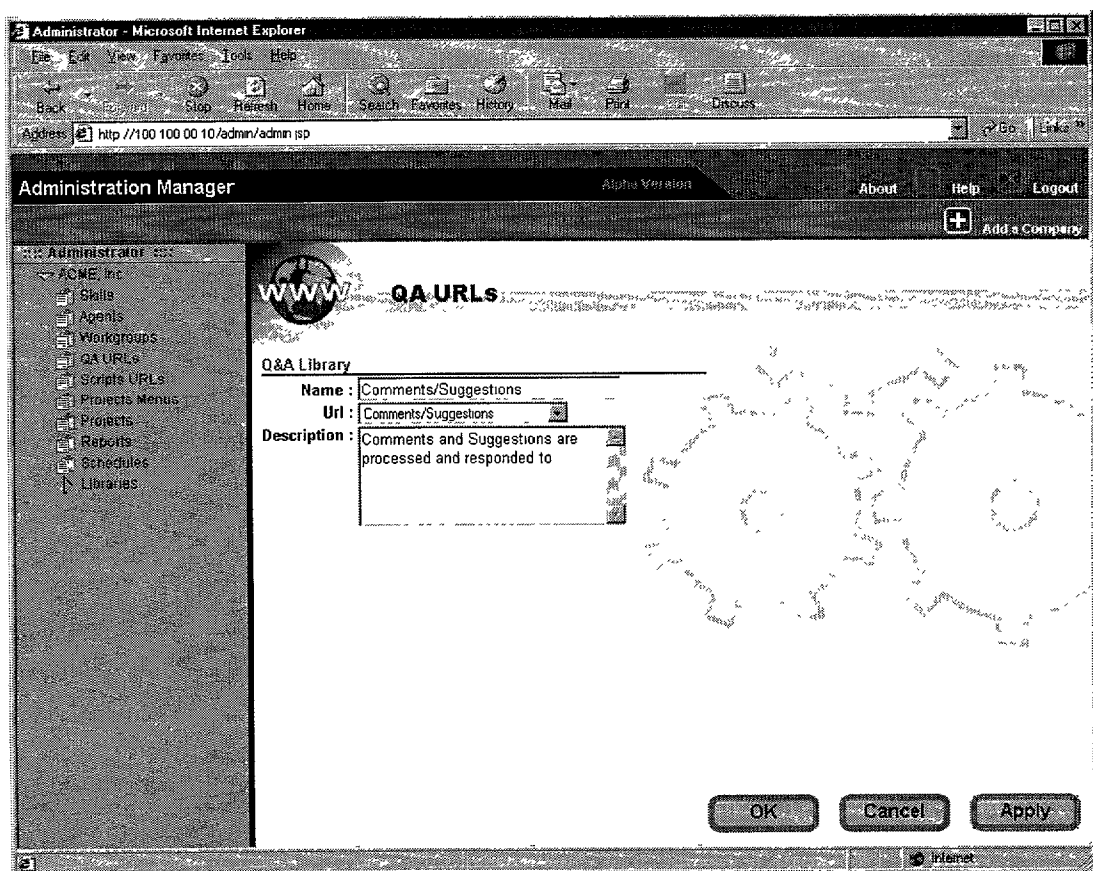 Administrator - Microsoft Internet Explorer
File Edit View Favorites Tools Help
Back Stop Refresh Home Search Favorites History Mail Print Discuss
Address http //100 100 00 10/admin/admin jsp Go Links »
Administration Manager Alpha Version About Help Logout
Add a Company
:::: Administrator ::::
ACME, Inc
Skills
Agents
Workgroups
QA URLs
Scripts URLs
Projects Menus
Projects
Reports
Schedules
Libraries
WWW QA URLs
Q&A Library
Name : Comments/Suggestions
Url : Comments/Suggestions
Description : Comments and Suggestions are
processed and responded to
OK Cancel Apply
Internet